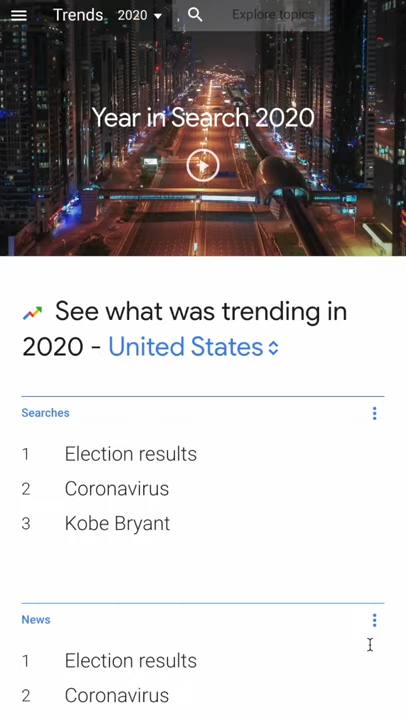 Trends 2020 Explore topics
Year in Search 2020
See what was trending in
2020 - United States
Searches
1 Election results
2 Coronavirus
3 Kobe Bryant
News
1 Election results
2 Coronavirus